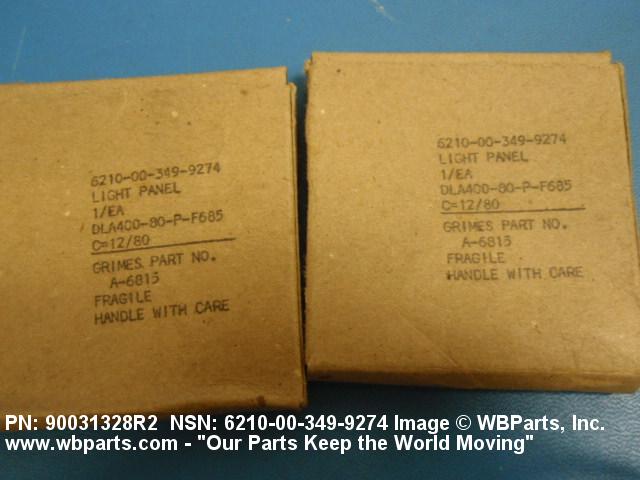 6210-00-349-9274
LIGHT PANEL
1/EA
DLA400-80-P-F685
C=12/80
GRIMES PART NO.
A-6815
FRAGILE
HANDLE WITH CARE
6210-00-349-9274
LIGHT PANEL
1/EA
DLA400-80-P-F685
C=12/80
GRIMES PART NO.
A-6815
FRAGILE
HANDLE WITH CARE
PN: 90031328R2 NSN: 6210-00-349-9274 Image © WBParts, Inc.
www.wbparts.com - "Our Parts Keep the World Moving"